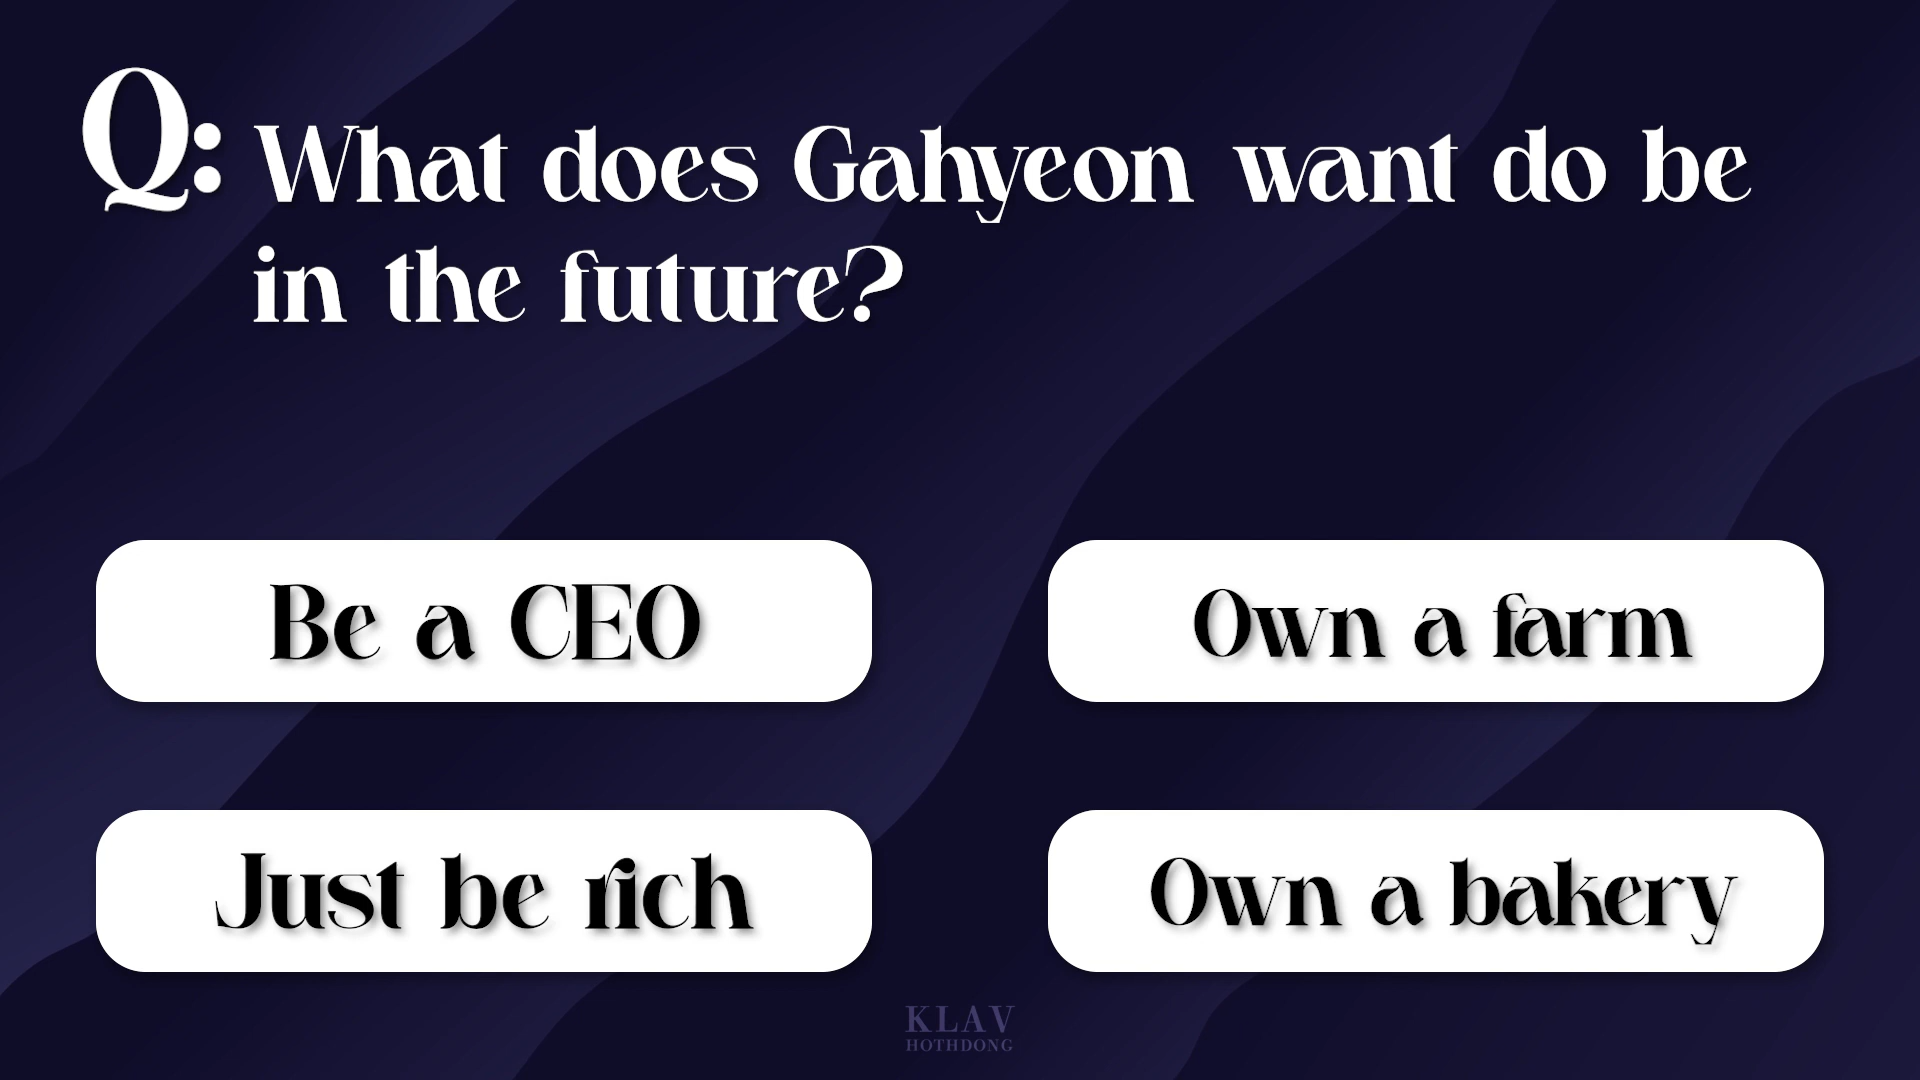 Q: What does Gahyeon want do be
in the future?
Be a CEO
Own a farm
Just be rich
Own a bakery
KLAV
HOTHDONG